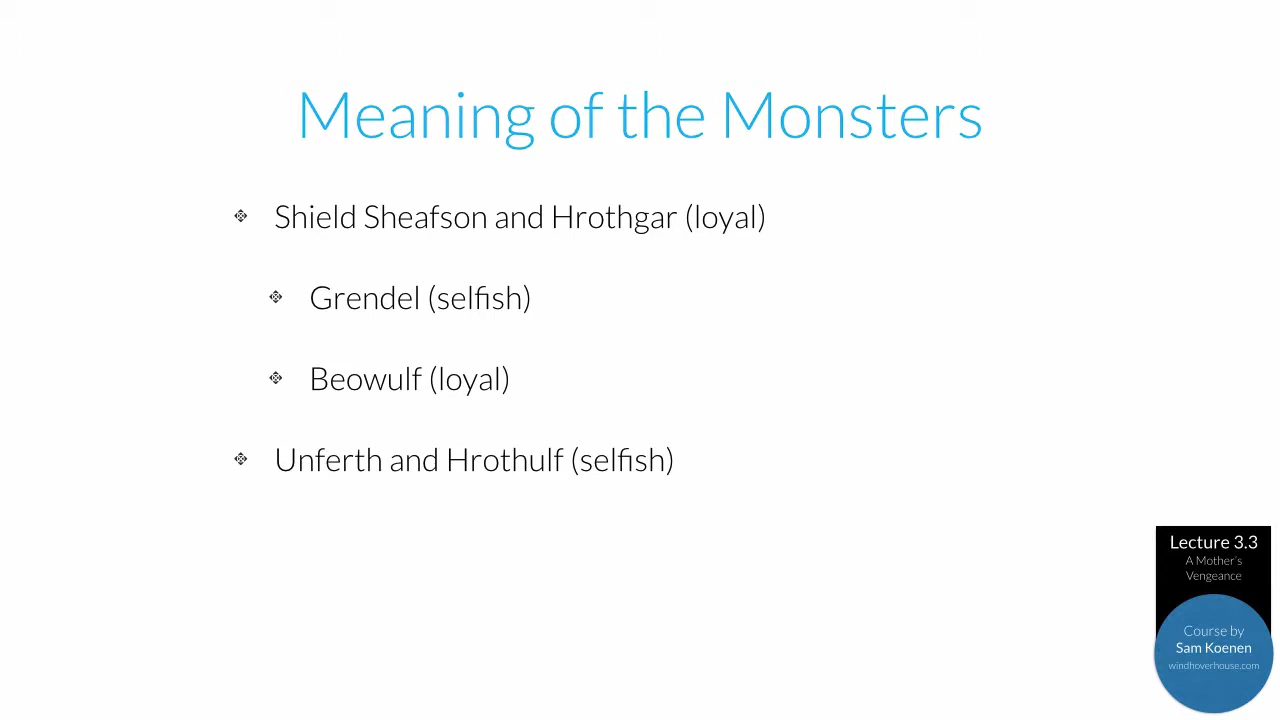 Meaning of the Monsters
Shield Sheafson and Hrothgar (loyal)
Grendel (selfish)
Beowulf (loyal)
Unferth and Hrothulf (selfish)
Lecture 3.3
A Mother's
Vengeance
Course by
Sam Koenen
windhoverhouse.com